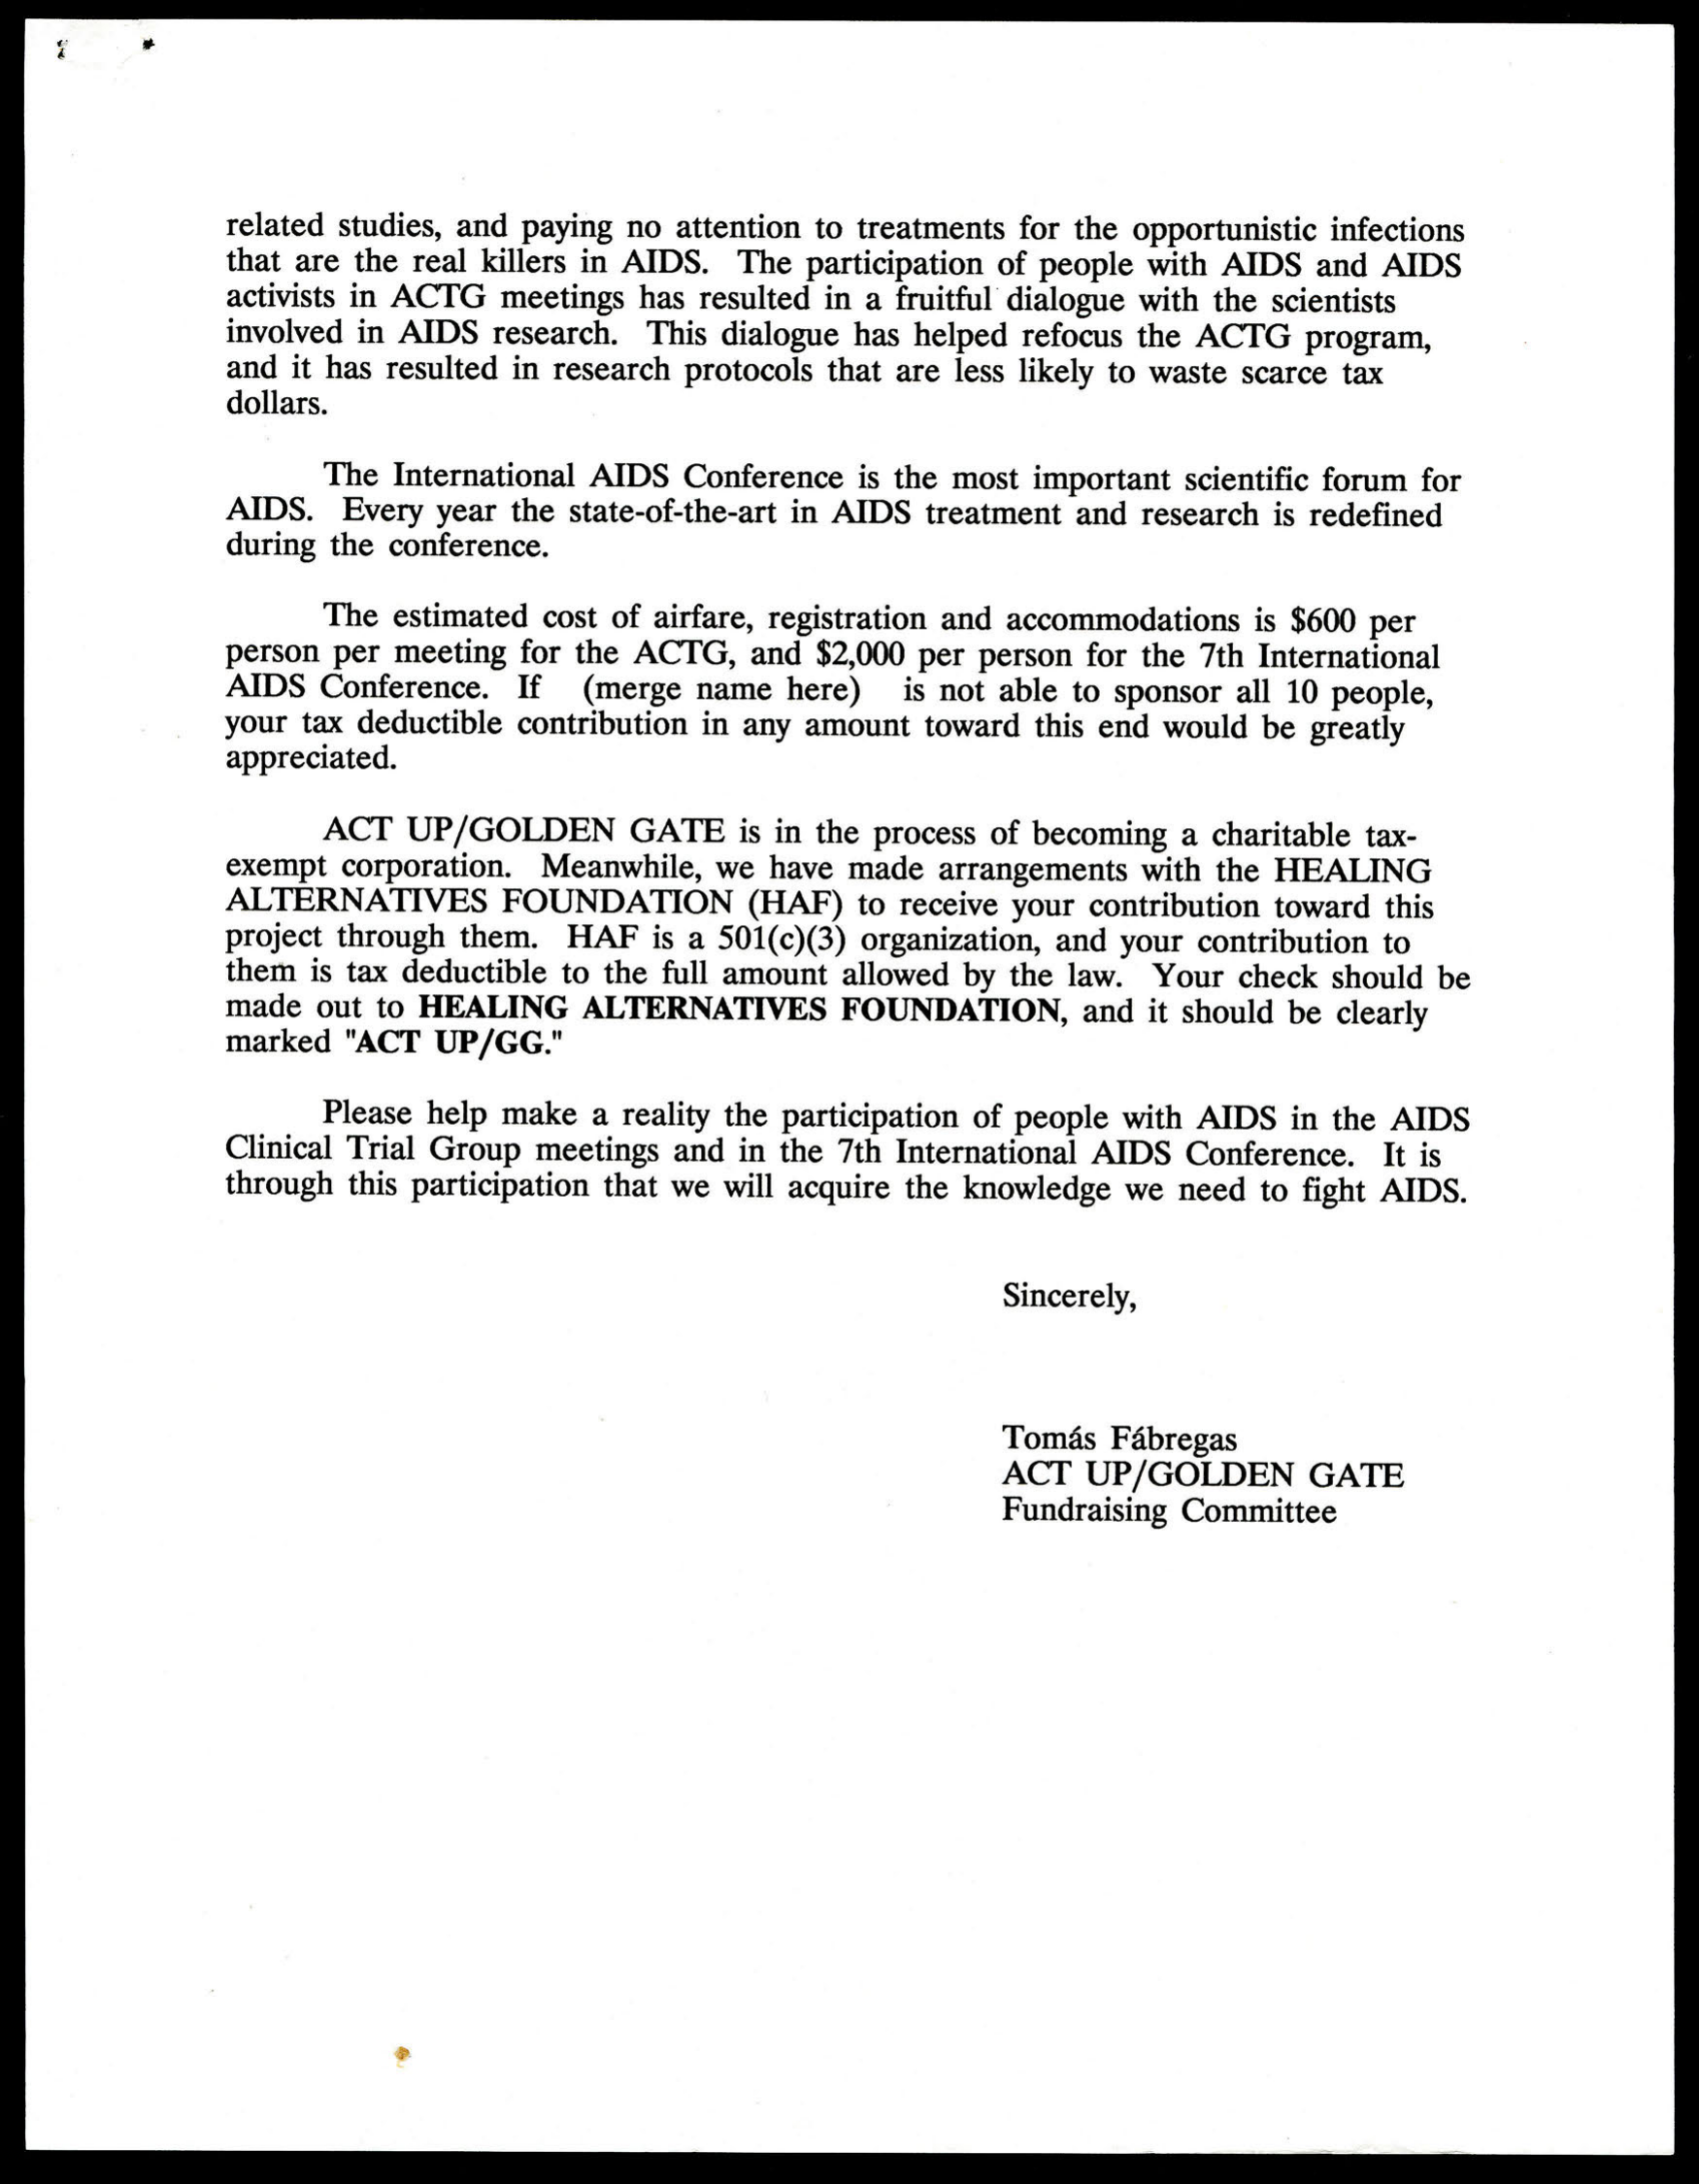 related studies, and paying no attention to treatments for the opportunistic infections
that are the real killers in AIDS. The participation of people with AIDS and AIDS
activists in ACTG meetings has resulted in a fruitful dialogue with the scientists
involved in AIDS research. This dialogue has helped refocus the ACTG program,
and it has resulted in research protocols that are less likely to waste scarce tax
dollars.
The International AIDS Conference is the most important scientific forum for
AIDS. Every year the state-of-the-art in AIDS treatment and research is redefined
during the conference.
The estimated cost of airfare, registration and accommodations is $600 per
person per meeting for the ACTG, and $2,000 per person for the 7th International
AIDS Conference. If (merge name here) is not able to sponsor all 10 people,
your tax deductible contribution in any amount toward this end would be greatly
appreciated.
ACT UP/GOLDEN GATE is in the process of becoming a charitable tax-
exempt corporation. Meanwhile, we have made arrangements with the HEALING
ALTERNATIVES FOUNDATION (HAF) to receive your contribution toward this
project through them. HAF is a 501(c)(3) organization, and your contribution to
them is tax deductible to the full amount allowed by the law. Your check should be
made out to HEALING ALTERNATIVES FOUNDATION, and it should be clearly
marked "ACT UP/GG."
Please help make a reality the participation of people with AIDS in the AIDS
Clinical Trial Group meetings and in the 7th International AIDS Conference. It is
through this participation that we will acquire the knowledge we need to fight AIDS.
Sincerely,
Tomás Fábregas
ACT UP/GOLDEN GATE
Fundraising Committee